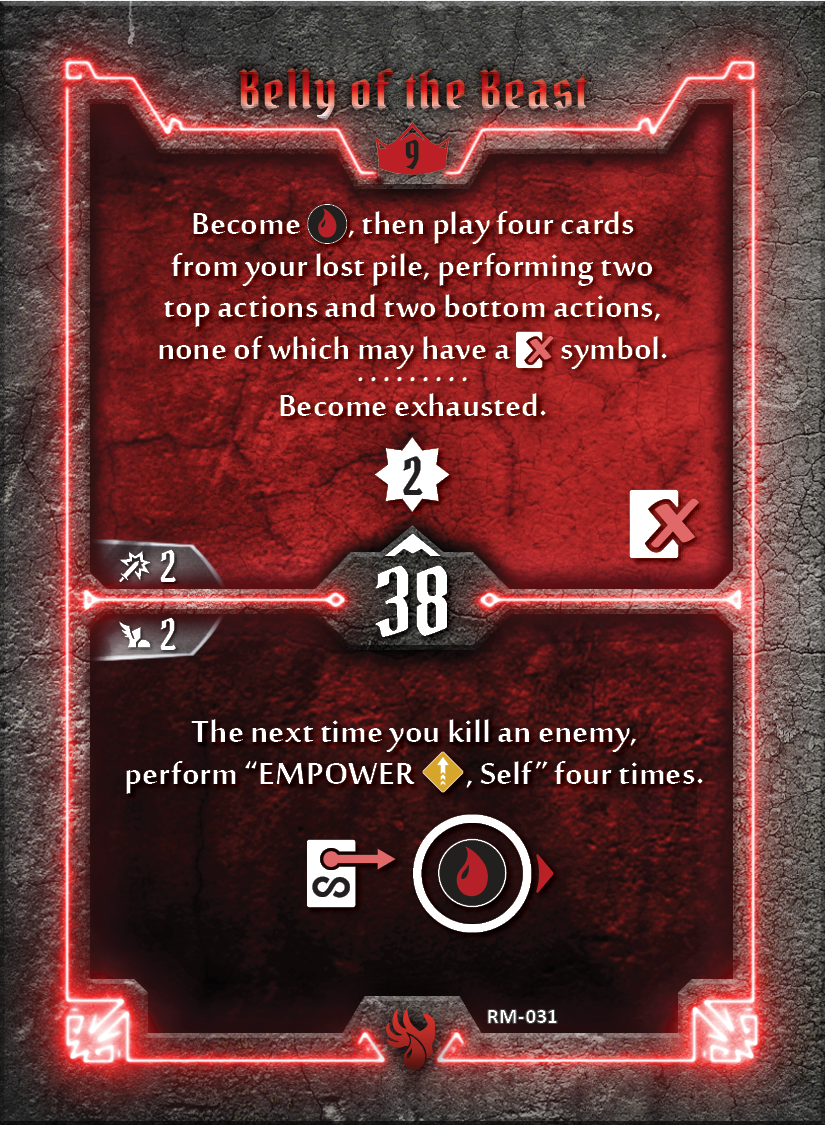 Belly of the Beast
9
Become , then play four cards
from your lost pile, performing two
top actions and two bottom actions,
none of which may have a symbol.
Become exhausted.
2
2
38
2
The next time you kill an enemy,
perform “EMPOWER , Self” four times.
RM-031